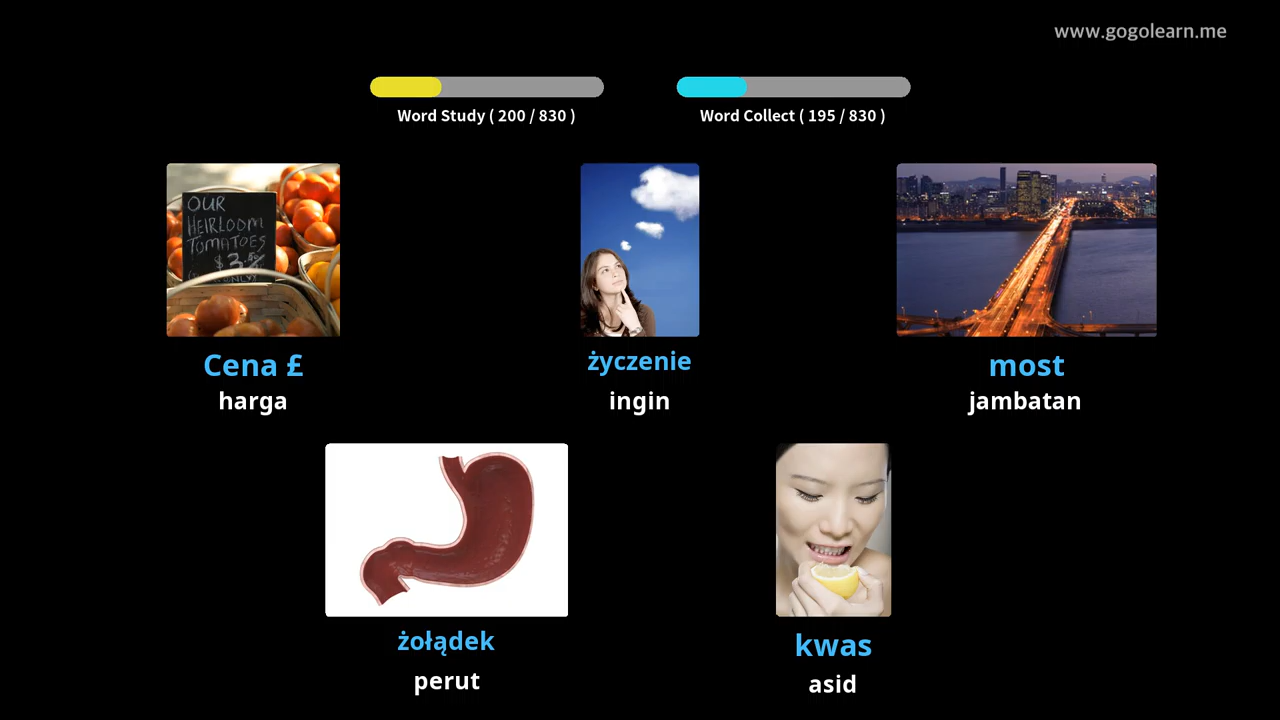 www.gogolearn.me
Word Study ( 200 / 830 )
Word Collect ( 195 / 830 )
OUR
HEIRLOOM
TOMATOES
Cena £
harga
życzenie
ingin
most
jambatan
żołądek
perut
kwas
asid